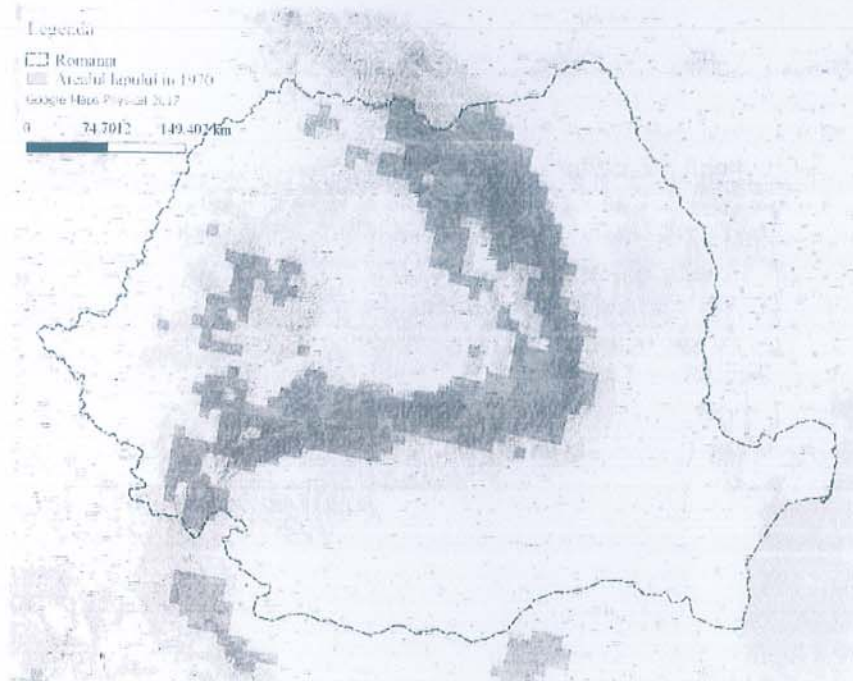 Legenda
Romania
Arealul lupului in 1970
Google Maps Physical 2017
0 74.7012 149.402 km